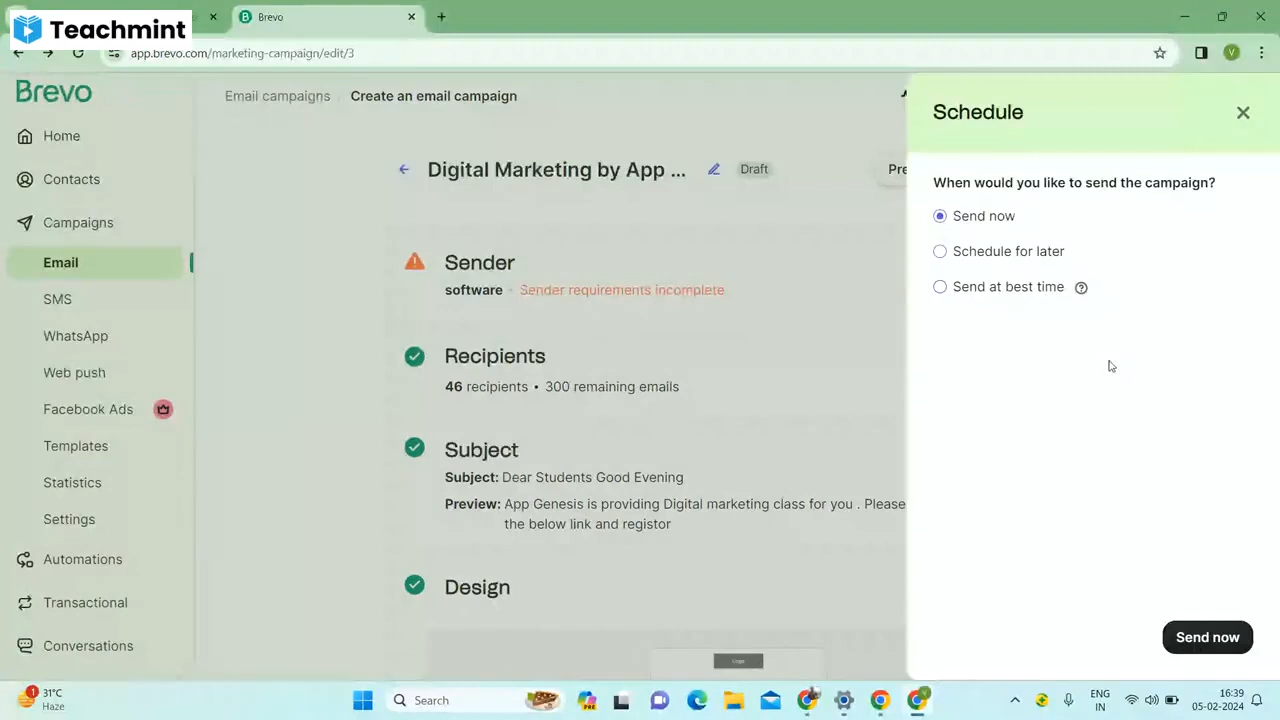 Teachmint
Brevo
app.brevo.com/marketing-campaign/edit/3
V
Brevo
Home
Contacts
Campaigns
Email
SMS
WhatsApp
Web push
Facebook Ads
Templates
Statistics
Settings
Automations
Transactional
Conversations
Email campaigns
Create an email campaign
Digital Marketing by App ...
Draft
Pre
Sender
software • Sender requirements incomplete
Recipients
46 recipients • 300 remaining emails
Subject
Subject: Dear Students Good Evening
Preview: App Genesis is providing Digital marketing class for you . Please
the below link and registor
Design
Schedule
When would you like to send the campaign?
Send now
Schedule for later
Send at best time
Send now
1
31°C
Haze
Search
ENG
IN
16:39
05-02-2024